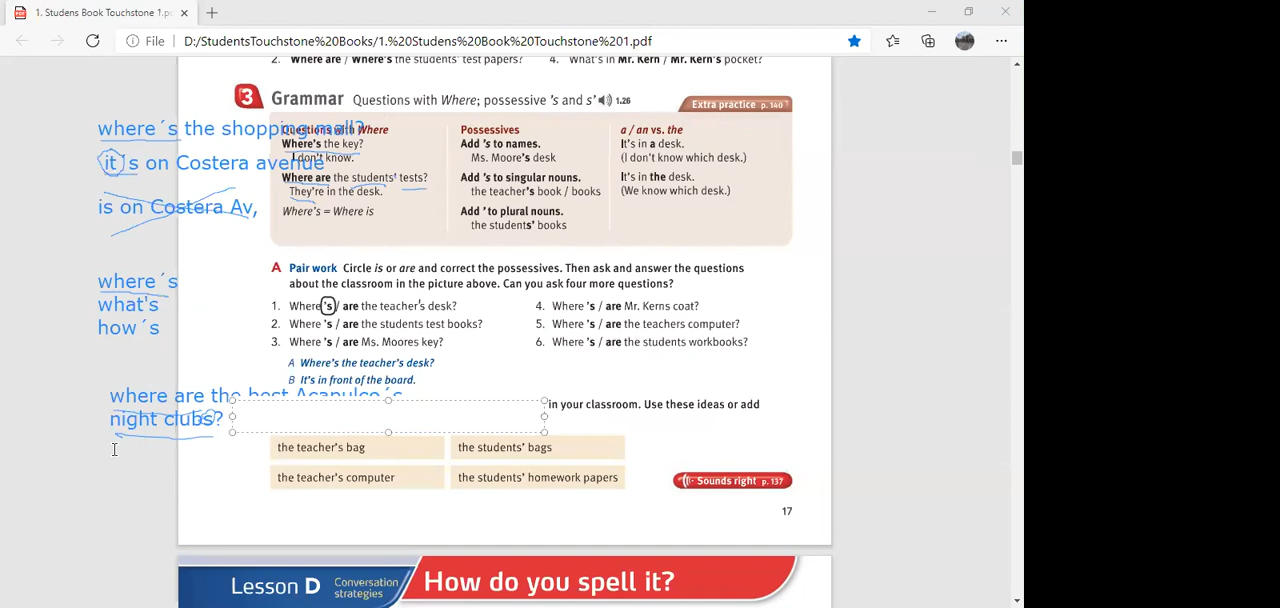 1. Studens Book Touchstone 1.pd
File
D:/StudentsTouchstone%20Books/1.%20Studens%20Book%20Touchstone%201.pdf
2. Where are / Where's the students' test papers?
4. What's in Mr. Kern / Mr. Kern's pocket?
3 Grammar Questions with Where; possessive 's and s' 1.26
Extra practice p. 140
where´s the shopping mall?
it´s on Costera avenue
is on Costera Av,
where´s
what's
how´s
where are the best Acapulco´s
night clubs?
Questions with Where
Where's the key?
I don't know.
Where are the students' tests?
They're in the desk.
Where's = Where is
Possessives
Add 's to names.
Ms. Moore's desk
Add 's to singular nouns.
the teacher's book / books
Add ' to plural nouns.
the students' books
a / an vs. the
It's in a desk.
(I don't know which desk.)
It's in the desk.
(We know which desk.)
A Pair work Circle is or are and correct the possessives. Then ask and answer the questions
about the classroom in the picture above. Can you ask four more questions?
1. Where 's / are the teacher's desk?
2. Where 's / are the students test books?
3. Where 's / are Ms. Moores key?
4. Where 's / are Mr. Kerns coat?
5. Where 's / are the teachers computer?
6. Where 's / are the students workbooks?
A Where's the teacher's desk?
B It's in front of the board.
in your classroom. Use these ideas or add
the teacher's bag
the students' bags
the teacher's computer
the students' homework papers
Sounds right p. 137
17
Lesson D
Conversation
strategies
How do you spell it?